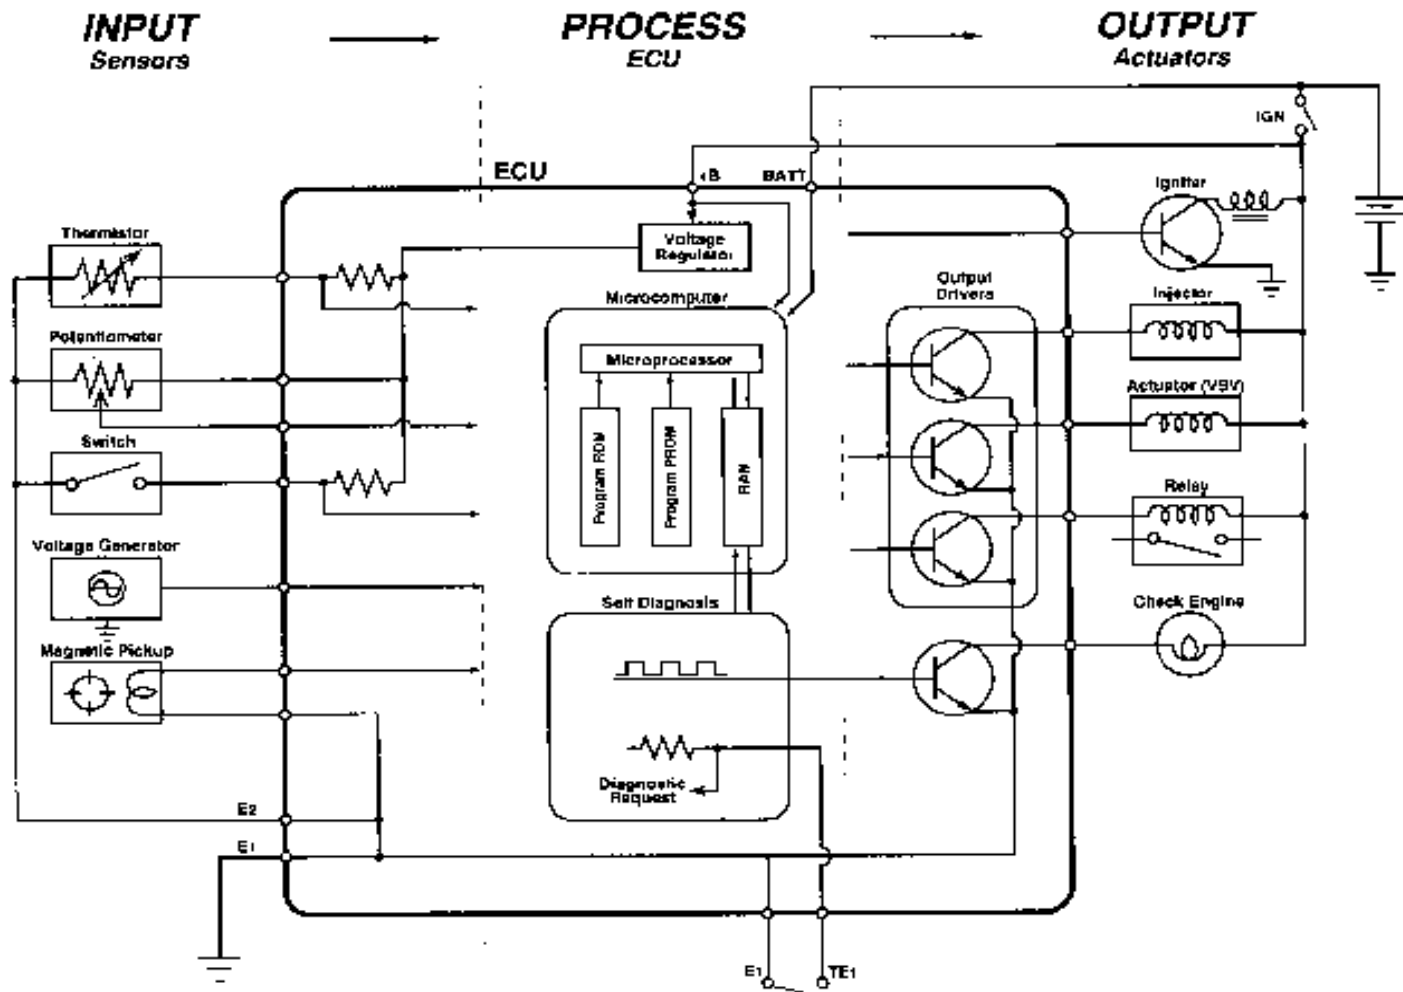 INPUT
Sensors
PROCESS
ECU
OUTPUT
Actuators
IGN
ECU
+B
BATT
Igniter
Thermistor
Voltage
Regulator
Output
Drivers
Injector
Microcomputer
Potentiometer
Microprocessor
Actuator (VSV)
Switch
Program ROM
Program PROM
RAM
Relay
Voltage Generator
Self Diagnosis
Check Engine
Magnetic Pickup
Diagnostic
Request
E2
E1
E1
TE1